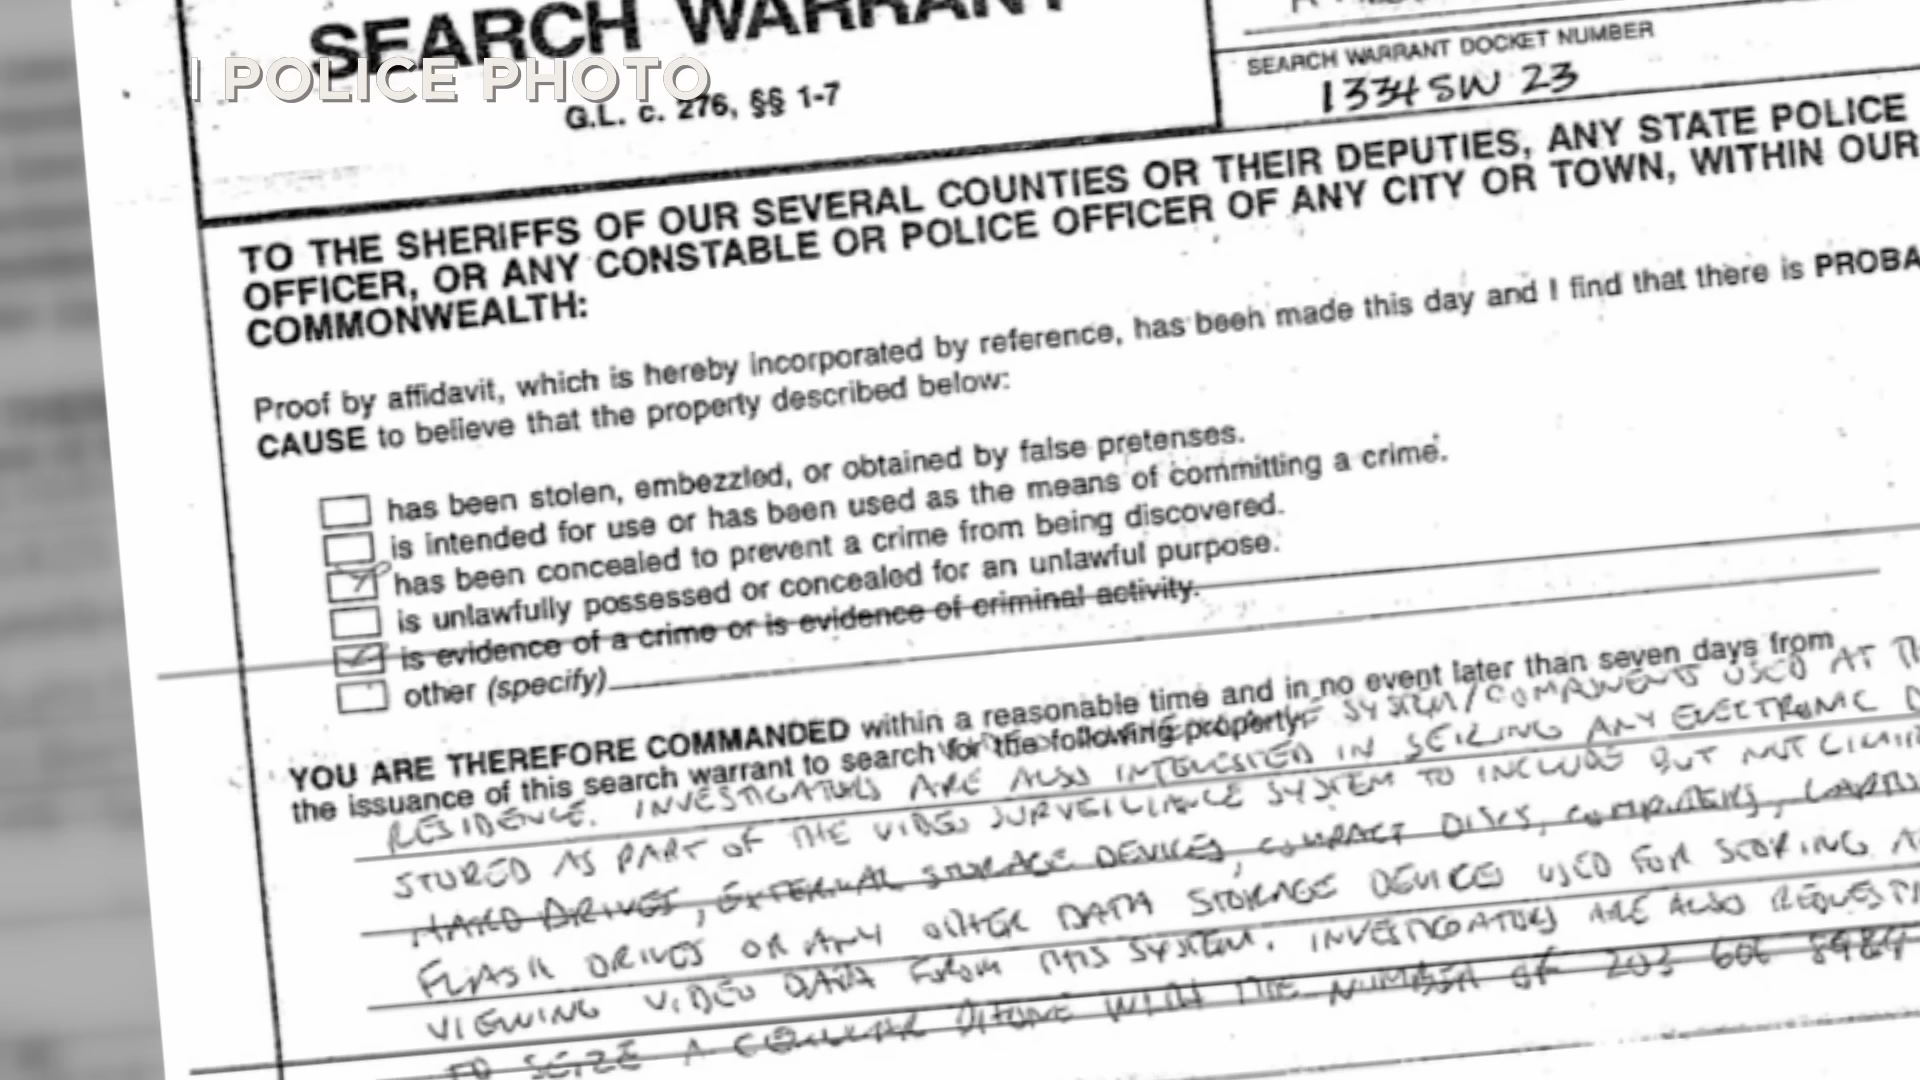 SEARCH WARRANT
| POLICE PHOTO
G.L. c. 276, §§ 1-7
SEARCH WARRANT DOCKET NUMBER
1334 SW 23
TO THE SHERIFFS OF OUR SEVERAL COUNTIES OR THEIR DEPUTIES, ANY STATE POLICE
OFFICER, OR ANY CONSTABLE OR POLICE OFFICER OF ANY CITY OR TOWN, WITHIN OUR
COMMONWEALTH:
Proof by affidavit, which is hereby incorporated by reference, has been made this day and I find that there is PROBA
CAUSE to believe that the property described below:
has been stolen, embezzled, or obtained by false pretenses.
is intended for use or has been used as the means of committing a crime.
has been concealed to prevent a crime from being discovered.
is unlawfully possessed or concealed for an unlawful purpose.
is evidence of a crime or is evidence of criminal activity.
other (specify)
YOU ARE THEREFORE COMMANDED within a reasonable time and in no event later than seven days from
the issuance of this search warrant to search for the following property:
SYSTEM/COMPONENTS USED AT
RESIDENCE. INVESTIGATORS ARE ALSO INTERESTED IN SEIZING ANY ELECTRONIC
STORED AS PART OF THE VIDEO SURVEILLANCE SYSTEM TO INCLUDE BUT NOT
HARD DRIVES, EXTERNAL STORAGE DEVICES, COMPACT DISKS, COMPUTERS,
FLASH DRIVES OR ANY OTHER DATA STORAGE DEVICES USED FOR STORING
VIEWING VIDEO DATA FROM THIS SYSTEM. INVESTIGATORS ARE ALSO
TO SEIZE A CELLULAR PHONE WITH THE NUMBER OF 203 606